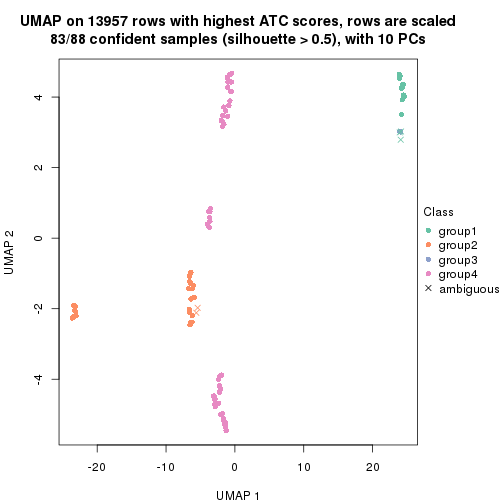 UMAP on 13957 rows with highest ATC scores, rows are scaled
83/88 confident samples (silhouette > 0.5), with 10 PCs
4
2
0
-2
-4
UMAP 2
-20
-10
0
10
20
UMAP 1
Class
group1
group2
group3
group4
ambiguous